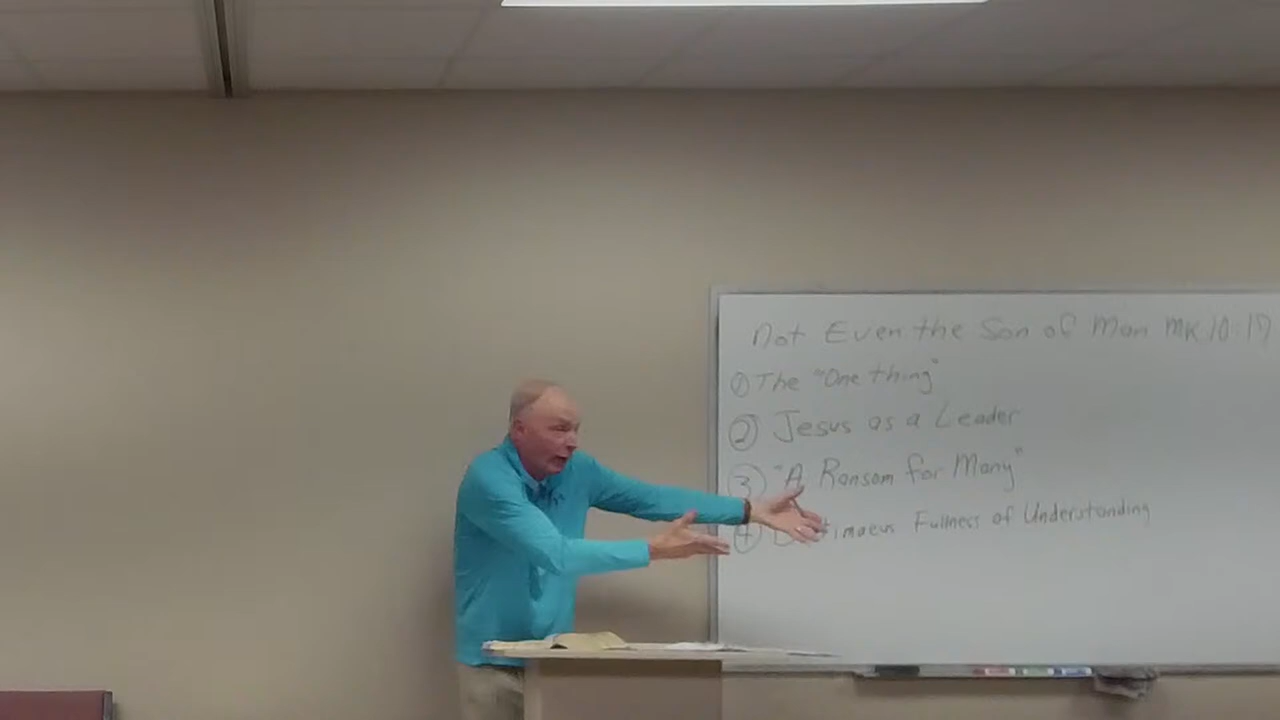 Not Even the Son of Man MK 10:17
① The "One thing"
② Jesus as a Leader
③ "A Ransom for Many"
④ Fullness of Understanding